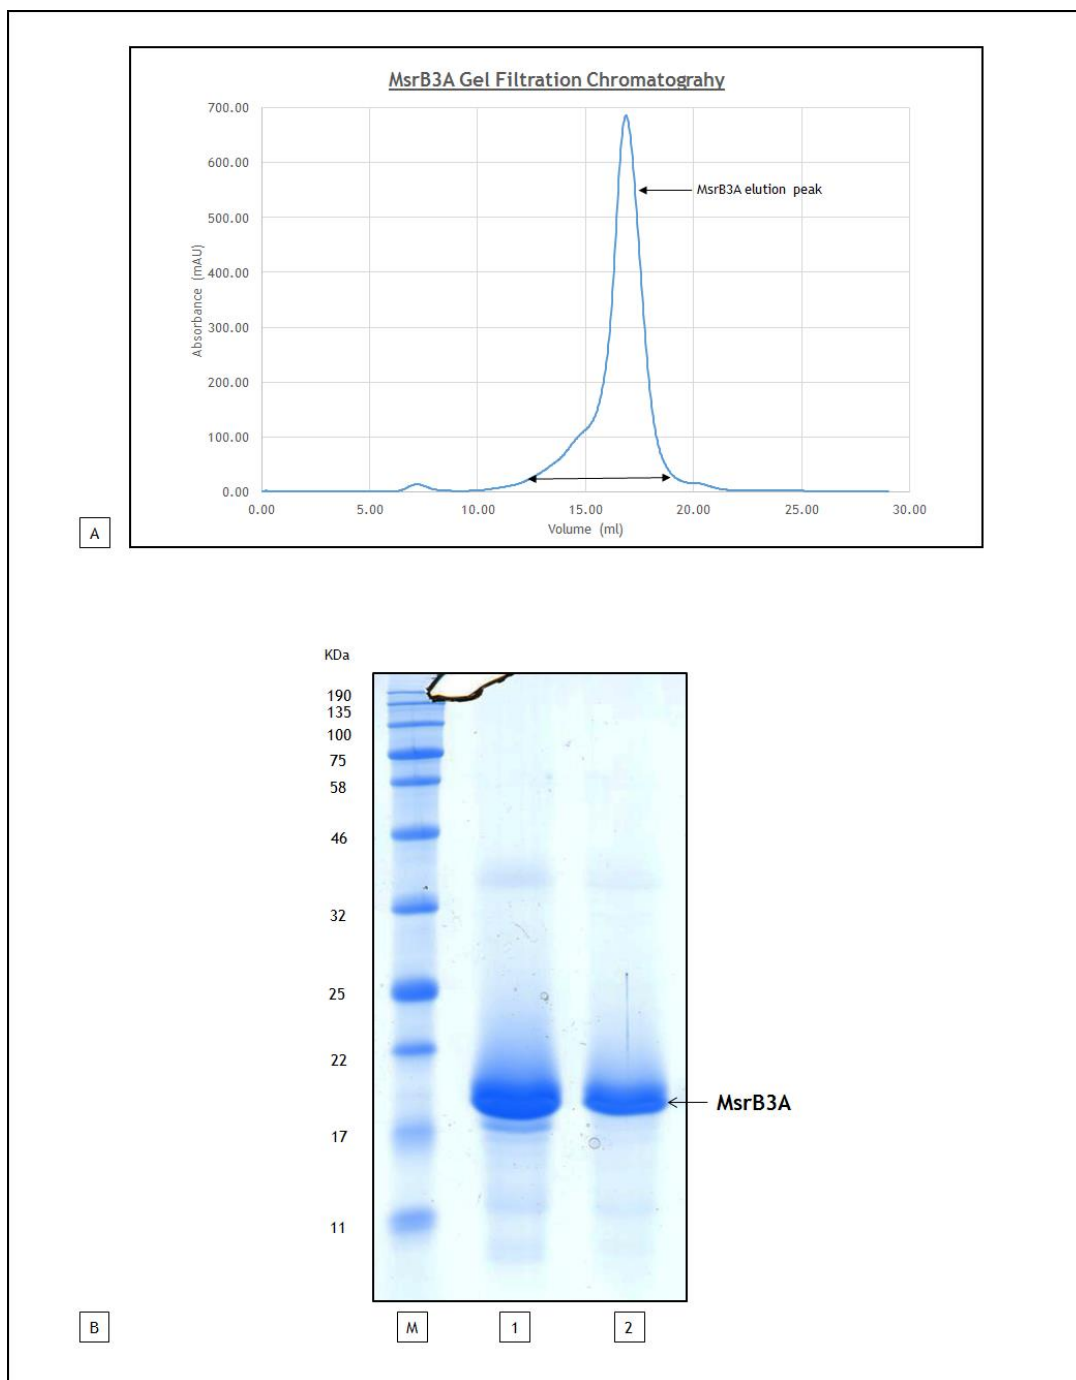 MsrB3A Gel Filtration Chromatograhy
700.00
600.00
500.00
400.00
300.00
200.00
100.00
0.00
Absorbance (mAU)
MsrB3A elution peak
0.00 5.00 10.00 15.00 20.00 25.00 30.00
Volume (ml)
A
KDa
190
135
100
75
58
46
32
25
22
MsrB3A
17
11
B M 1 2